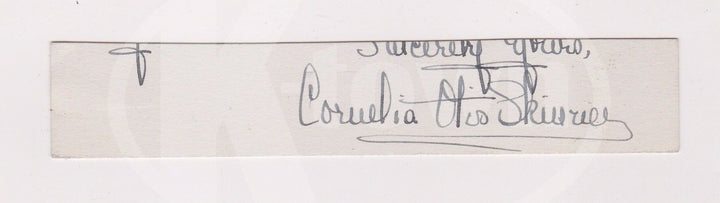 Sincerely yours,
Cornelia Otis Skinner